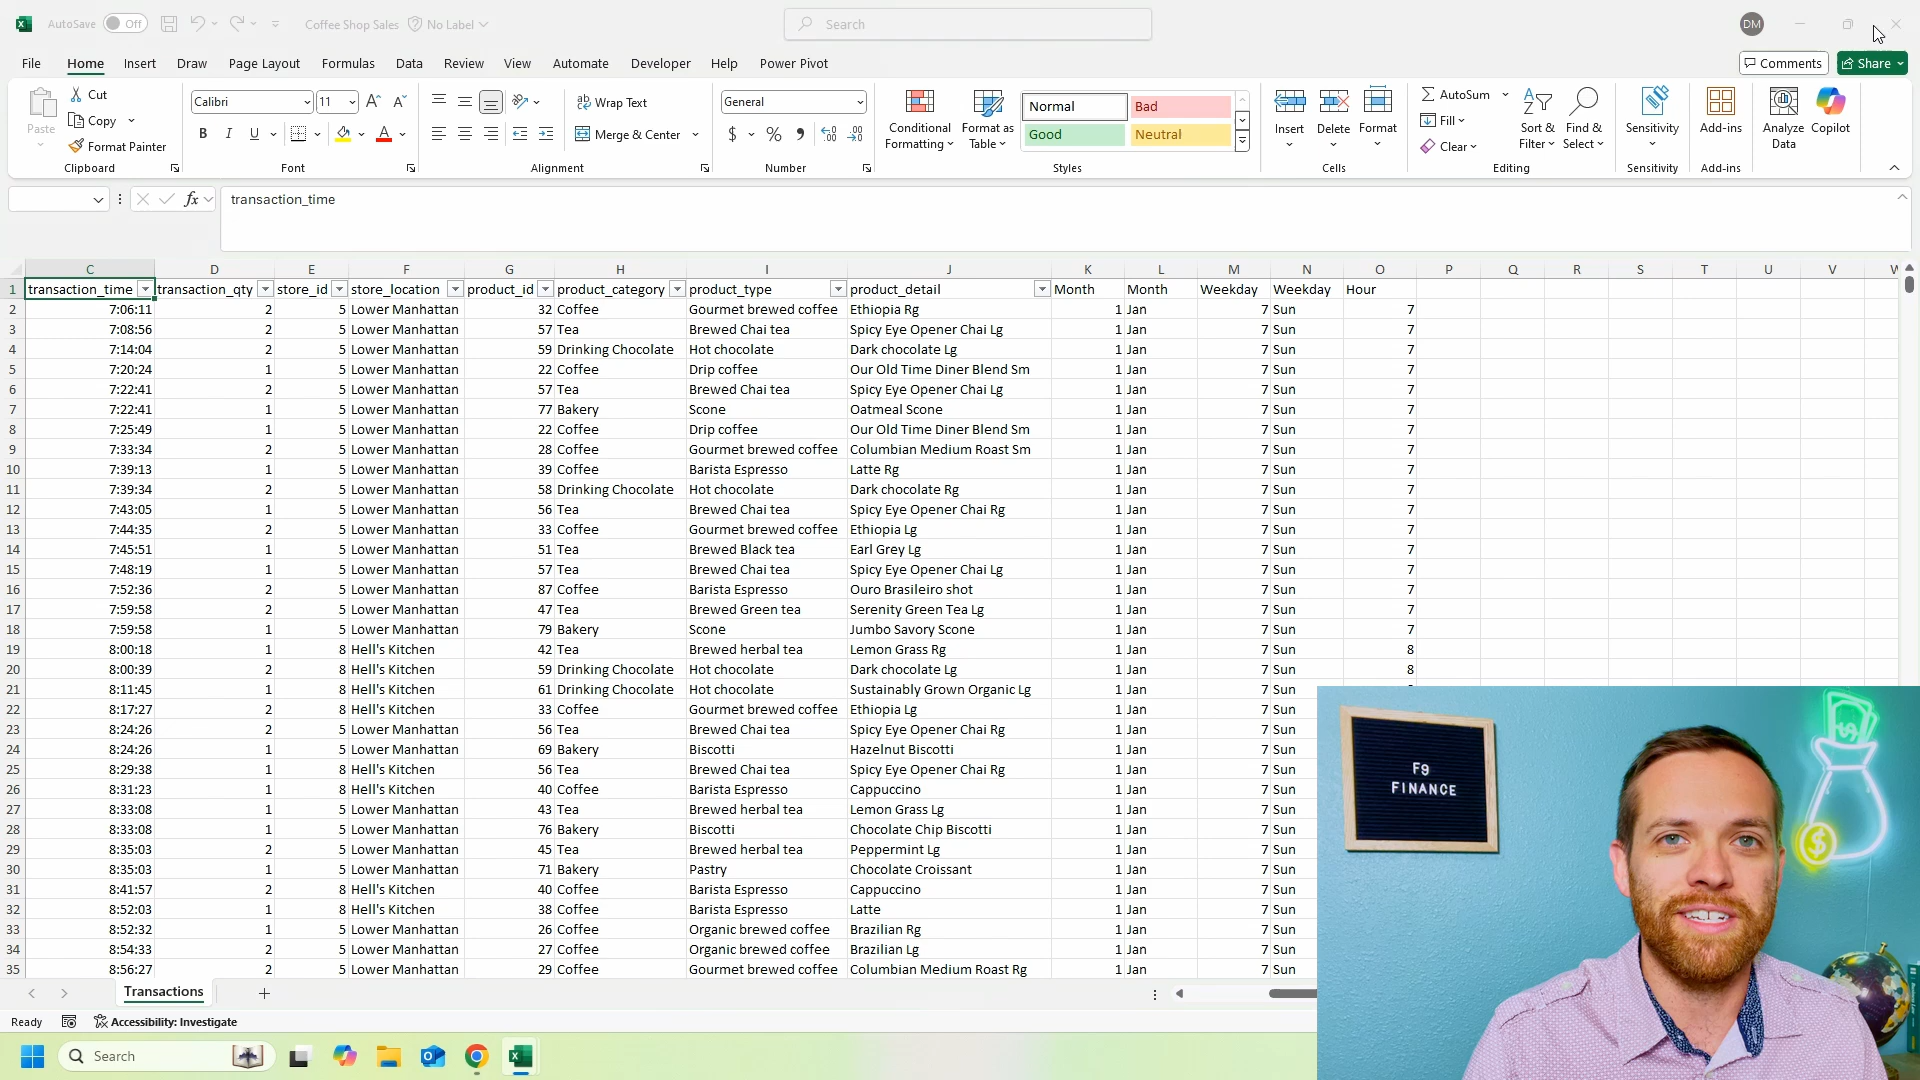 AutoSave Off Coffee Shop Sales No Label Search DM
File Home Insert Draw Page Layout Formulas Data Review View Automate Developer Help Power Pivot Comments Share
Paste Cut Copy Format Painter Clipboard
Calibri 11 B I U A Font
Wrap Text Merge & Center Alignment
General $ % Number
Conditional Formatting Format as Table Normal Bad Good Neutral Styles
Insert Delete Format Cells
AutoSum Fill Clear Sort & Filter Find & Select Editing
Sensitivity Sensitivity Add-ins Add-ins Analyze Data Copilot
fx transaction_time
C D E F G H I J K L M N O P Q R S T U V W
1 transaction_time transaction_qty store_id store_location product_id product_category product_type product_detail Month Month Weekday Weekday Hour
2 7:06:11 2 5 Lower Manhattan 32 Coffee Gourmet brewed coffee Ethiopia Rg 1 Jan 7 Sun 7
3 7:08:56 2 5 Lower Manhattan 57 Tea Brewed Chai tea Spicy Eye Opener Chai Lg 1 Jan 7 Sun 7
4 7:14:04 2 5 Lower Manhattan 59 Drinking Chocolate Hot chocolate Dark chocolate Lg 1 Jan 7 Sun 7
5 7:20:24 1 5 Lower Manhattan 22 Coffee Drip coffee Our Old Time Diner Blend Sm 1 Jan 7 Sun 7
6 7:22:41 2 5 Lower Manhattan 57 Tea Brewed Chai tea Spicy Eye Opener Chai Lg 1 Jan 7 Sun 7
7 7:22:41 1 5 Lower Manhattan 77 Bakery Scone Oatmeal Scone 1 Jan 7 Sun 7
8 7:25:49 1 5 Lower Manhattan 22 Coffee Drip coffee Our Old Time Diner Blend Sm 1 Jan 7 Sun 7
9 7:33:34 2 5 Lower Manhattan 28 Coffee Gourmet brewed coffee Columbian Medium Roast Sm 1 Jan 7 Sun 7
10 7:39:13 1 5 Lower Manhattan 39 Coffee Barista Espresso Latte Rg 1 Jan 7 Sun 7
11 7:39:34 2 5 Lower Manhattan 58 Drinking Chocolate Hot chocolate Dark chocolate Rg 1 Jan 7 Sun 7
12 7:43:05 1 5 Lower Manhattan 56 Tea Brewed Chai tea Spicy Eye Opener Chai Rg 1 Jan 7 Sun 7
13 7:44:35 2 5 Lower Manhattan 33 Coffee Gourmet brewed coffee Ethiopia Lg 1 Jan 7 Sun 7
14 7:45:51 1 5 Lower Manhattan 51 Tea Brewed Black tea Earl Grey Lg 1 Jan 7 Sun 7
15 7:48:19 1 5 Lower Manhattan 57 Tea Brewed Chai tea Spicy Eye Opener Chai Lg 1 Jan 7 Sun 7
16 7:52:36 2 5 Lower Manhattan 87 Coffee Barista Espresso Ouro Brasileiro shot 1 Jan 7 Sun 7
17 7:59:58 2 5 Lower Manhattan 47 Tea Brewed Green tea Serenity Green Tea Lg 1 Jan 7 Sun 7
18 7:59:58 1 5 Lower Manhattan 79 Bakery Scone Jumbo Savory Scone 1 Jan 7 Sun 7
19 8:00:18 1 8 Hell's Kitchen 42 Tea Brewed herbal tea Lemon Grass Rg 1 Jan 7 Sun 8
20 8:00:39 2 8 Hell's Kitchen 59 Drinking Chocolate Hot chocolate Dark chocolate Lg 1 Jan 7 Sun 8
21 8:11:45 1 8 Hell's Kitchen 61 Drinking Chocolate Hot chocolate Sustainably Grown Organic Lg 1 Jan 7 Sun
22 8:17:27 2 8 Hell's Kitchen 33 Coffee Gourmet brewed coffee Ethiopia Lg 1 Jan 7 Sun
23 8:24:26 2 5 Lower Manhattan 56 Tea Brewed Chai tea Spicy Eye Opener Chai Rg 1 Jan 7 Sun
24 8:24:26 1 5 Lower Manhattan 69 Bakery Biscotti Hazelnut Biscotti 1 Jan 7 Sun
25 8:29:38 1 8 Hell's Kitchen 56 Tea Brewed Chai tea Spicy Eye Opener Chai Rg 1 Jan 7 Sun
26 8:31:23 1 8 Hell's Kitchen 40 Coffee Barista Espresso Cappuccino 1 Jan 7 Sun
27 8:33:08 1 5 Lower Manhattan 43 Tea Brewed herbal tea Lemon Grass Lg 1 Jan 7 Sun
28 8:33:08 1 5 Lower Manhattan 76 Bakery Biscotti Chocolate Chip Biscotti 1 Jan 7 Sun
29 8:35:03 2 5 Lower Manhattan 45 Tea Brewed herbal tea Peppermint Lg 1 Jan 7 Sun
30 8:35:03 1 5 Lower Manhattan 71 Bakery Pastry Chocolate Croissant 1 Jan 7 Sun
31 8:41:57 2 8 Hell's Kitchen 40 Coffee Barista Espresso Cappuccino 1 Jan 7 Sun
32 8:52:03 1 8 Hell's Kitchen 38 Coffee Barista Espresso Latte 1 Jan 7 Sun
33 8:52:32 1 5 Lower Manhattan 26 Coffee Organic brewed coffee Brazilian Rg 1 Jan 7 Sun
34 8:54:33 2 5 Lower Manhattan 27 Coffee Organic brewed coffee Brazilian Lg 1 Jan 7 Sun
35 8:56:27 2 5 Lower Manhattan 29 Coffee Gourmet brewed coffee Columbian Medium Roast Rg 1 Jan 7 Sun
F9
FINANCE
Transactions
Ready Accessibility: Investigate
Search